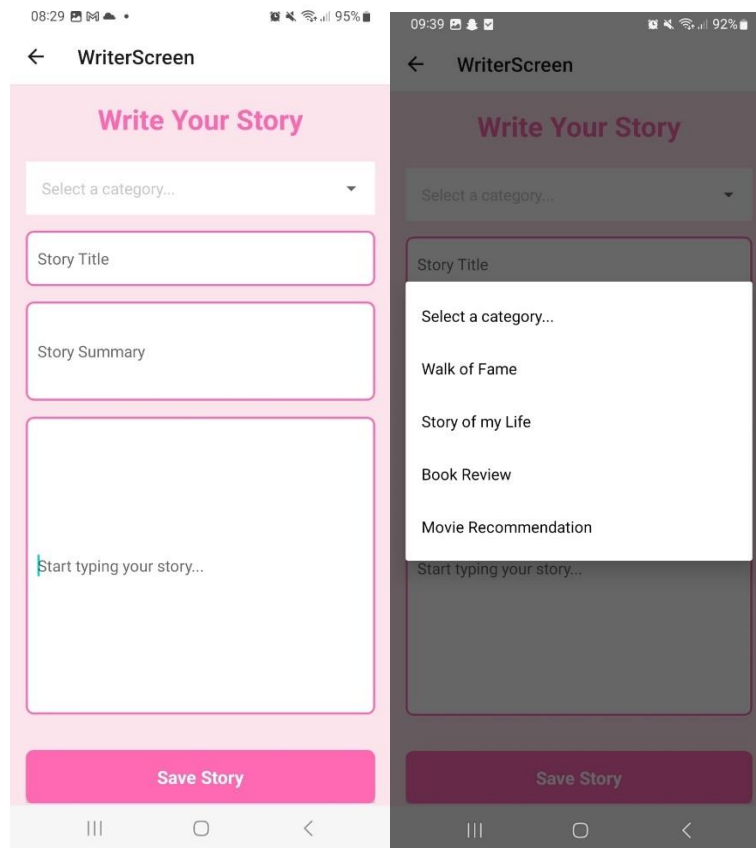 08:29
95%
WriterScreen
Write Your Story
Select a category...
Story Title
Story Summary
Start typing your story...
Save Story
09:39
92%
WriterScreen
Write Your Story
Select a category...
Story Title
Select a category...
Walk of Fame
Story of my Life
Book Review
Movie Recommendation
Start typing your story...
Save Story